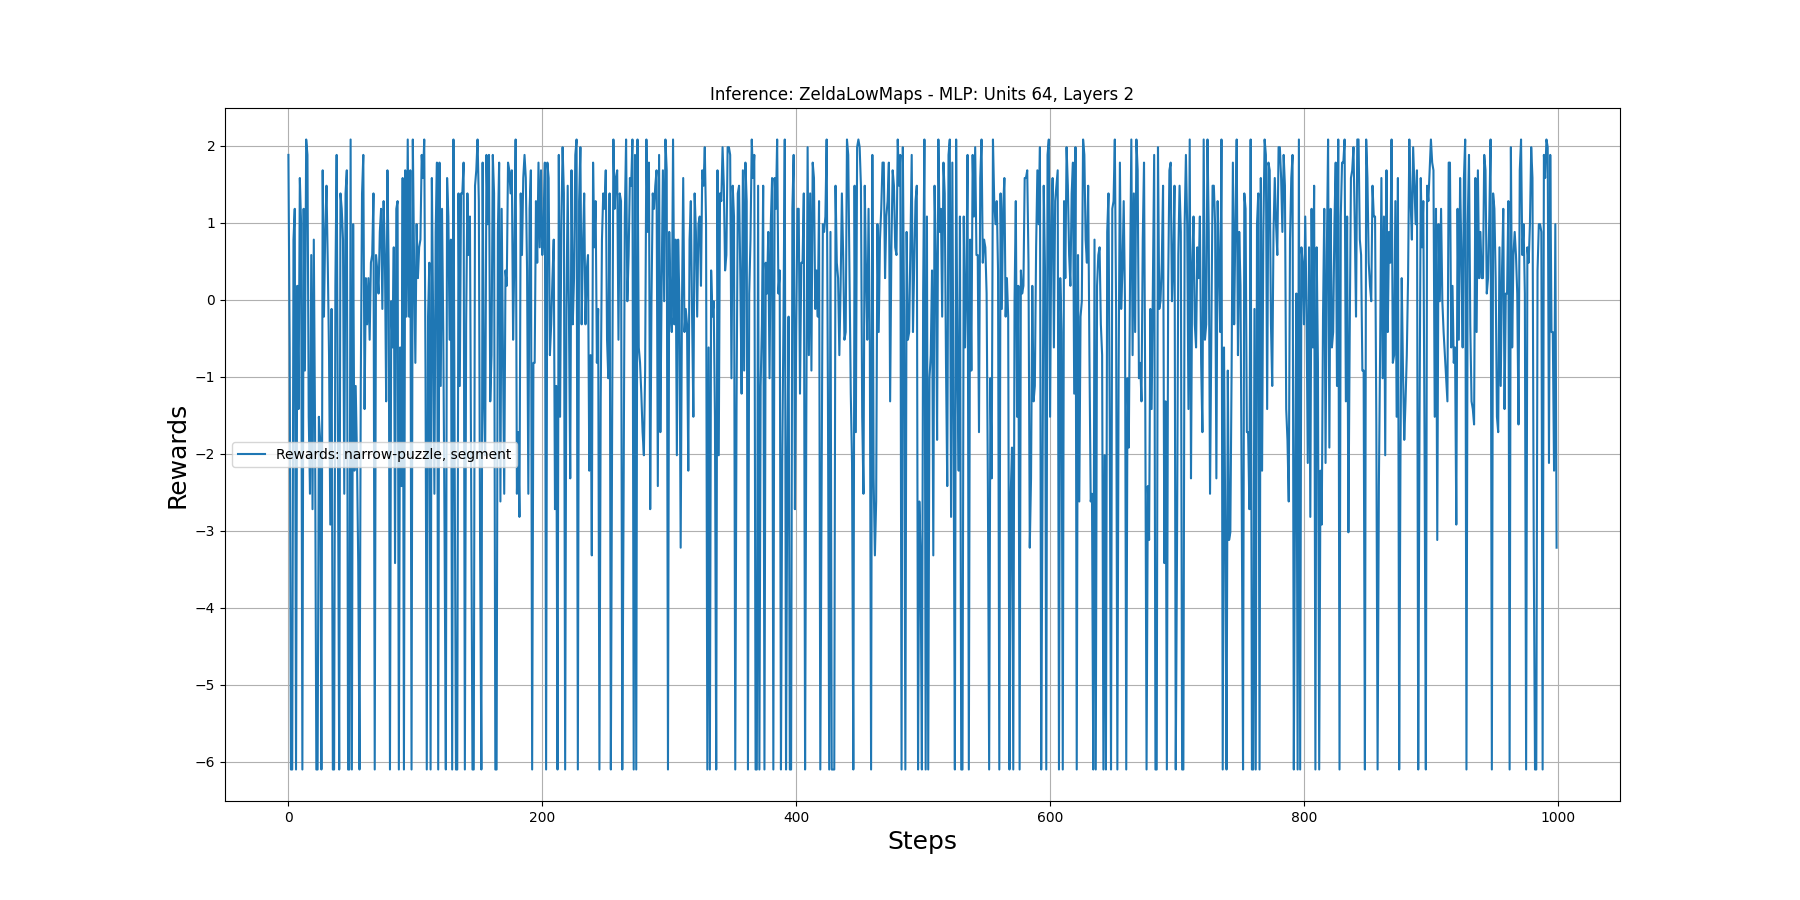 Inference: ZeldaLowMaps - MLP: Units 64, Layers 2
2
1
0
−1
−2
−3
−4
−5
−6
Rewards
Rewards: narrow-puzzle, segment
0 200 400 600 800 1000
Steps